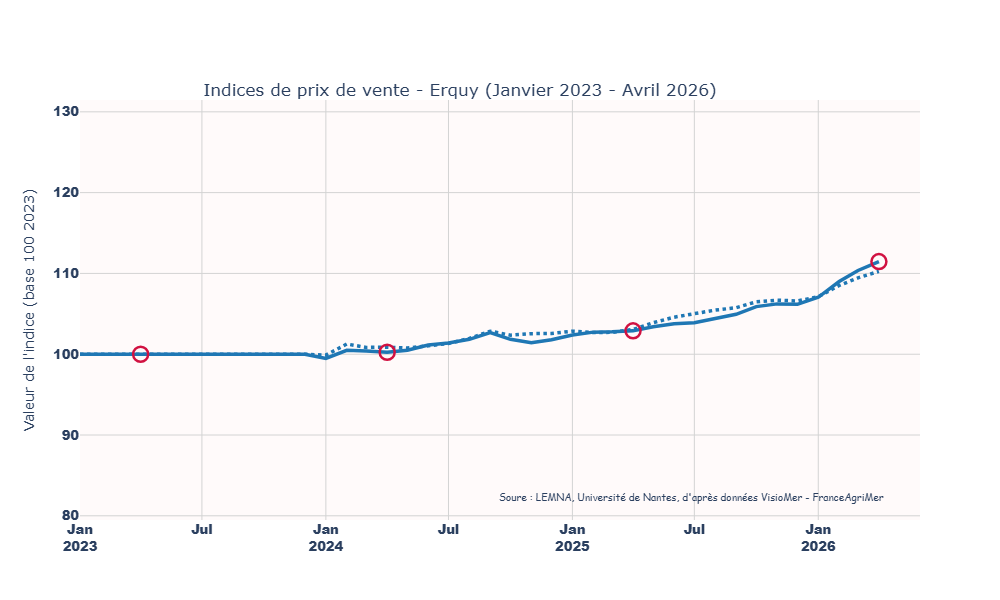 Indices de prix de vente - Erquy (Janvier 2023 - Avril 2026)
Valeur de l'indice (base 100 2023)
130
120
110
100
90
80
Soure : LEMNA, Université de Nantes, d'après données VisioMer - FranceAgriMer
Jan Jul Jan Jul Jan Jul Jan
2023 2024 2025 2026